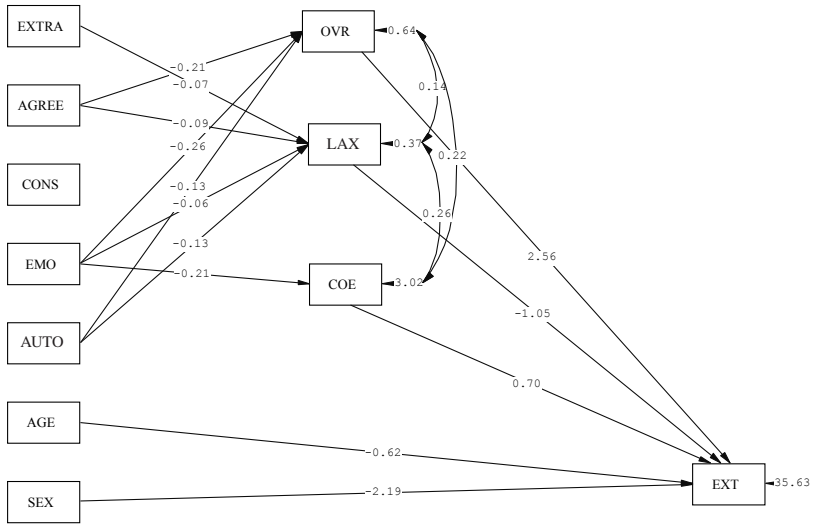 EXTRA
OVR
0.64
-0.21
-0.07
0.14
AGREE
-0.09
LAX
0.37
-0.26
0.22
CONS
-0.13
-0.06
0.26
-0.13
EMO
-0.21
COE
3.02
2.56
-1.05
AUTO
0.70
AGE
-0.62
EXT
35.63
SEX
-2.19